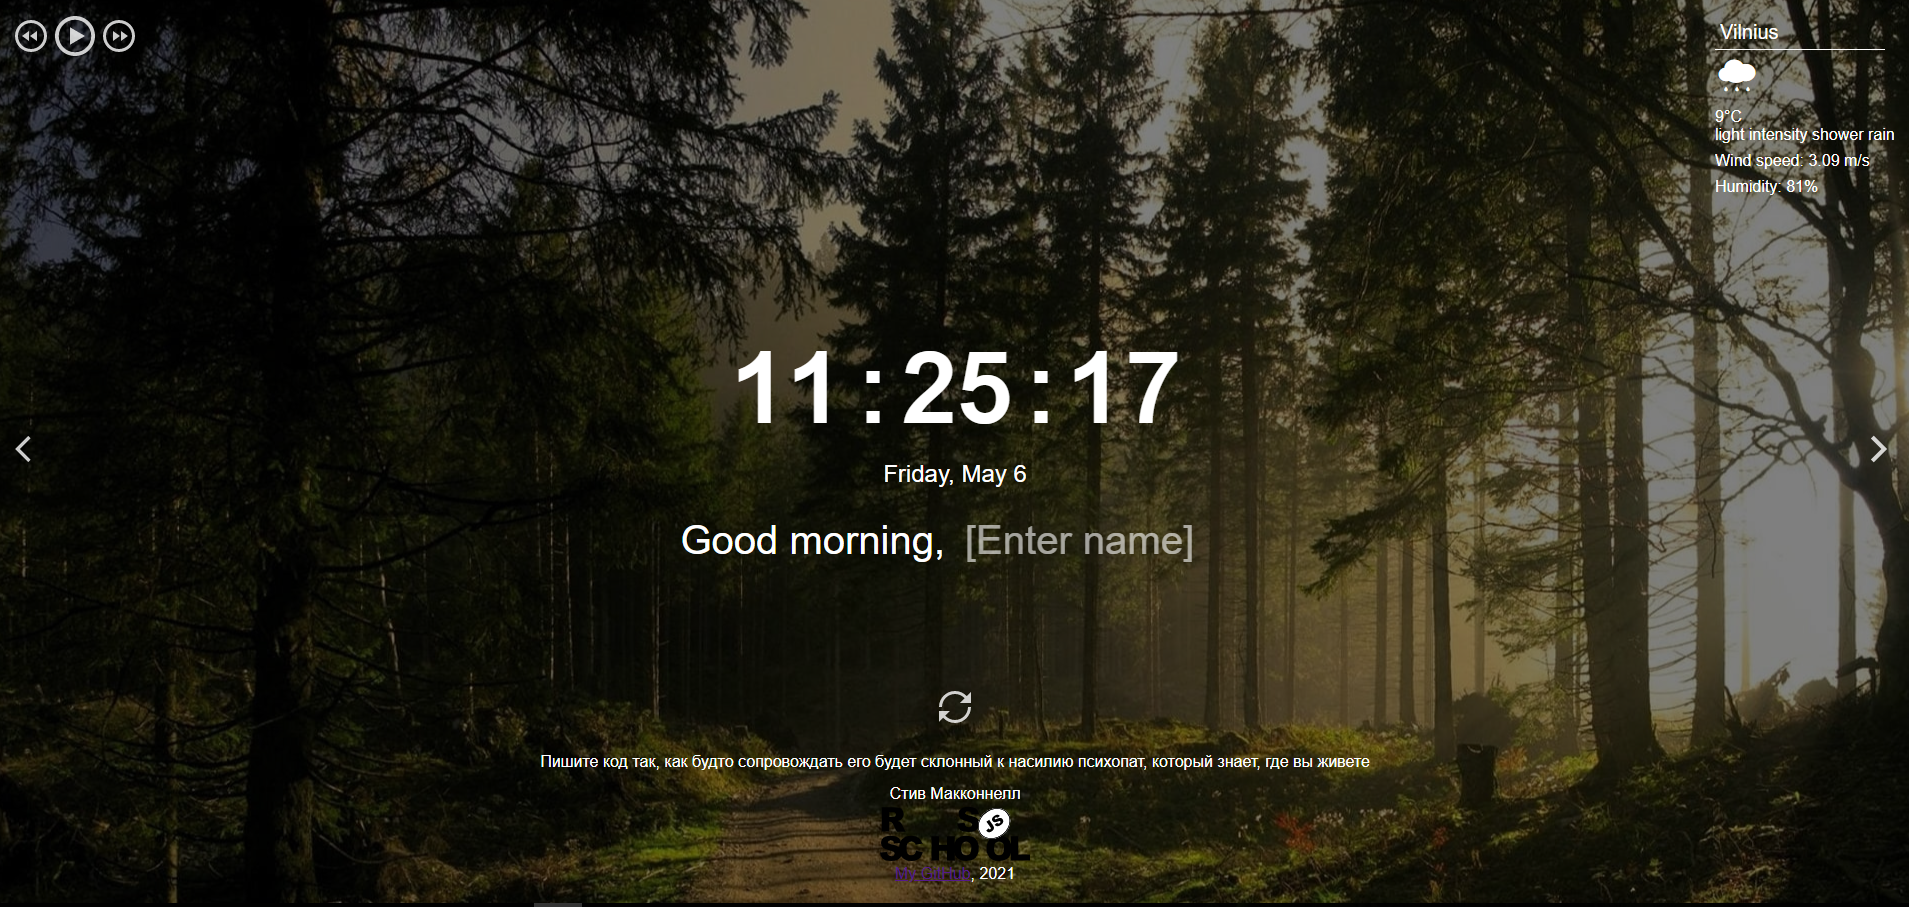 Vilnius
9°C
light intensity shower rain
Wind speed: 3.09 m/s
Humidity: 81%
11:25:17
Friday, May 6
Good morning, [Enter name]
Пишите код так, как будто сопровождать его будет склонный к насилию психопат, который знает, где вы живете
Стив Макконнелл
R S JS
SCHOOL
My GitHub, 2021